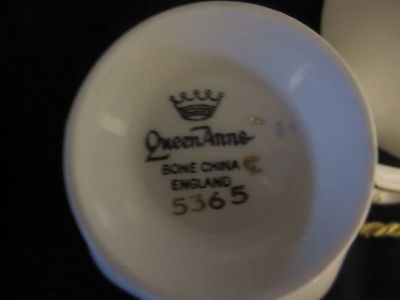 Queen Anne
BONE CHINA
ENGLAND
5365